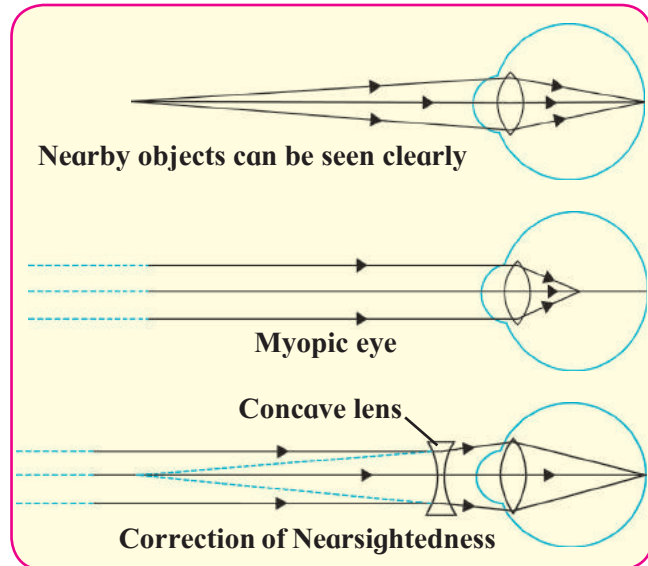 Nearby objects can be seen clearly
Myopic eye
Concave lens
Correction of Nearsightedness